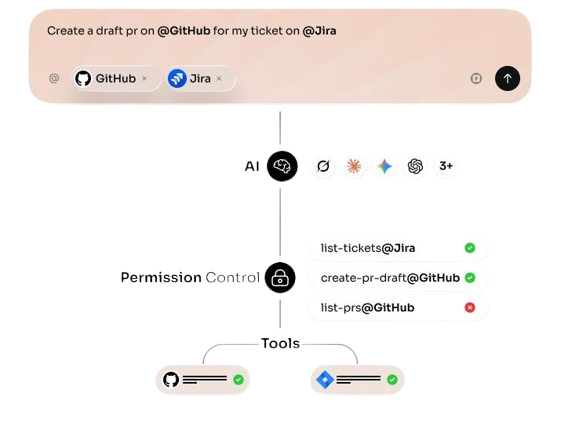 Create a draft pr on @GitHub for my ticket on @Jira
@ GitHub × Jira ×
AI 3+
list-tickets@Jira
Permission Control create-pr-draft@GitHub
list-prs@GitHub
Tools